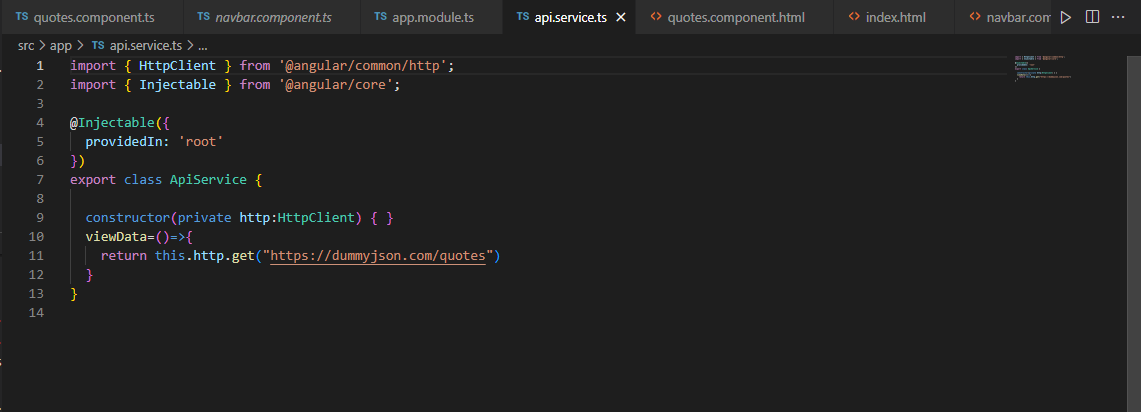 TS quotes.component.ts TS navbar.component.ts TS app.module.ts TS api.service.ts <> quotes.component.html <> index.html <> navbar.com
src > app > TS api.service.ts > ...
1 import { HttpClient } from '@angular/common/http';
2 import { Injectable } from '@angular/core';
3
4 @Injectable({
5   providedIn: 'root'
6 })
7 export class ApiService {
8
9   constructor(private http:HttpClient) { }
10   viewData=()=>{
11     return this.http.get("https://dummyjson.com/quotes")
12   }
13 }
14